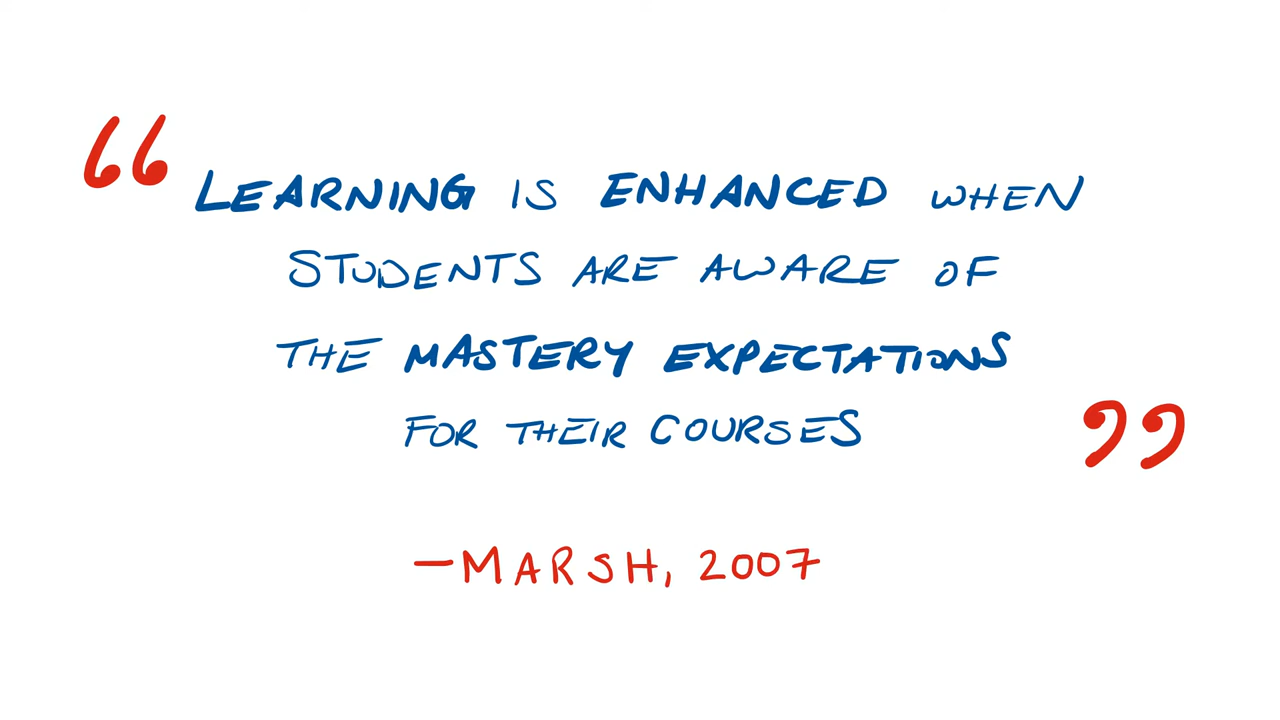 “LEARNING IS ENHANCED WHEN
STUDENTS ARE AWARE OF
THE MASTERY EXPECTATIONS
FOR THEIR COURSES”
—MARSH, 2007